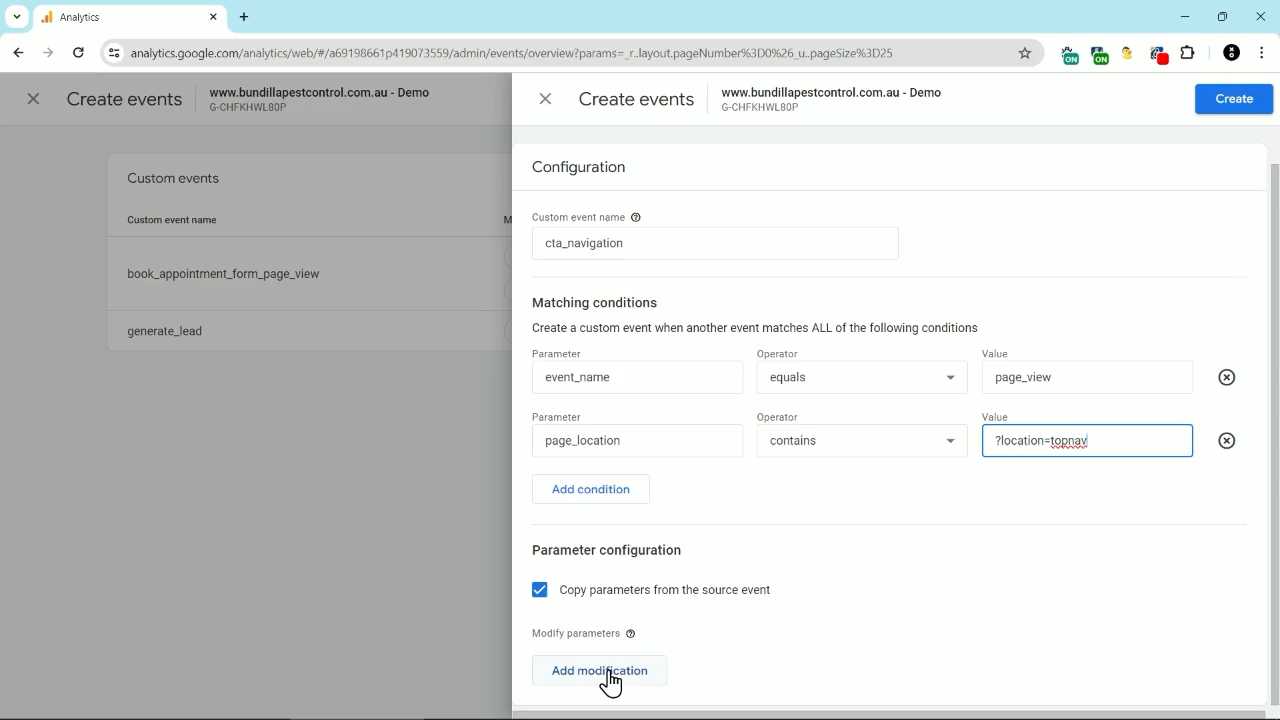 Analytics
analytics.google.com/analytics/web/#/a69198661p419073559/admin/events/overview?params=_r..layout.pageNumber%3D0%26_u..pageSize%3D25
ON
ON
Create events
www.bundillapestcontrol.com.au - Demo
G-CHFKHWL80P
Custom events
Custom event name
M
book_appointment_form_page_view
generate_lead
Create events
www.bundillapestcontrol.com.au - Demo
G-CHFKHWL80P
Create
Configuration
Custom event name
cta_navigation
Matching conditions
Create a custom event when another event matches ALL of the following conditions
Parameter Operator Value
event_name equals page_view
Parameter Operator Value
page_location contains ?location=topnav
Add condition
Parameter configuration
Copy parameters from the source event
Modify parameters
Add modification